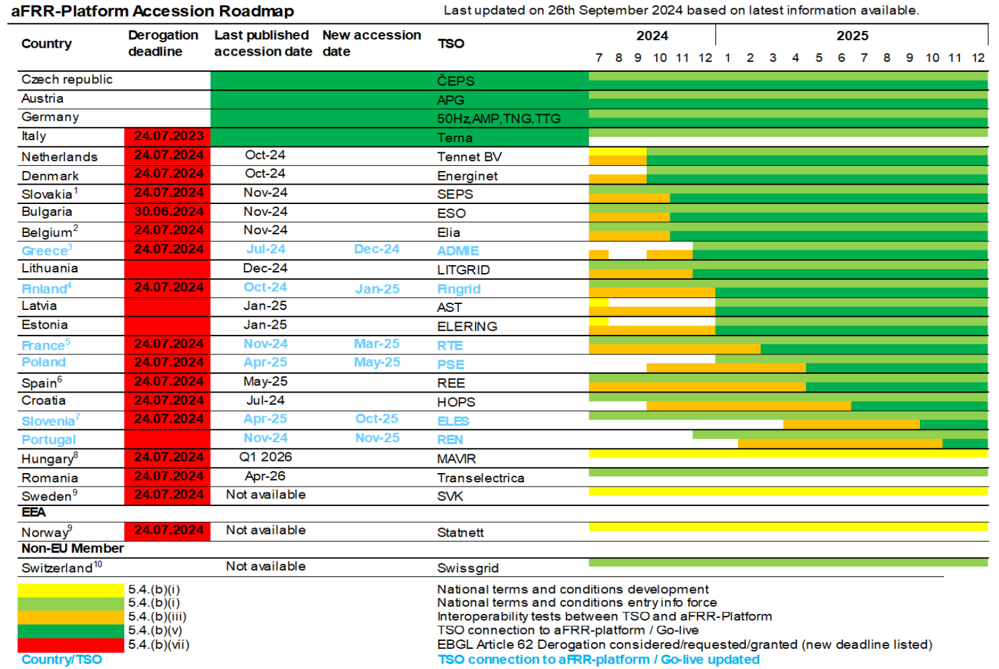 aFRR-Platform Accession Roadmap Last updated on 26th September 2024 based on latest information available.
Country Derogation deadline Last published accession date New accession date TSO 2024 2025
7 8 9 10 11 12 1 2 3 4 5 6 7 8 9 10 11 12
Czech republic ČEPS
Austria APG
Germany 50Hz,AMP,TNG,TTG
Italy 24.07.2023 Terna
Netherlands 24.07.2024 Oct-24 Tennet BV
Denmark 24.07.2024 Oct-24 Energinet
Slovakia1 24.07.2024 Nov-24 SEPS
Bulgaria 30.06.2024 Nov-24 ESO
Belgium2 24.07.2024 Nov-24 Elia
Greece3 24.07.2024 Jul-24 Dec-24 ADMIE
Lithuania Dec-24 LITGRID
Finland4 24.07.2024 Oct-24 Jan-25 Fingrid
Latvia Jan-25 AST
Estonia Jan-25 ELERING
France5 24.07.2024 Nov-24 Mar-25 RTE
Poland 24.07.2024 Apr-25 May-25 PSE
Spain6 24.07.2024 May-25 REE
Croatia 24.07.2024 Jul-24 HOPS
Slovenia7 24.07.2024 Apr-25 Oct-25 ELES
Portugal Nov-24 Nov-25 REN
Hungary8 24.07.2024 Q1 2026 MAVIR
Romania 24.07.2024 Apr-26 Transelectrica
Sweden9 24.07.2024 Not available SVK
EEA
Norway9 24.07.2024 Not available Statnett
Non-EU Member
Switzerland10 Not available Swissgrid
5.4.(b)(i) National terms and conditions development
5.4.(b)(i) National terms and conditions entry info force
5.4.(b)(iii) Interoperability tests between TSO and aFRR-Platform
5.4.(b)(v) TSO connection to aFRR-platform / Go-live
5.4.(b)(vii) EBGL Article 62 Derogation considered/requested/granted (new deadline listed)
Country/TSO TSO connection to aFRR-platform / Go-live updated